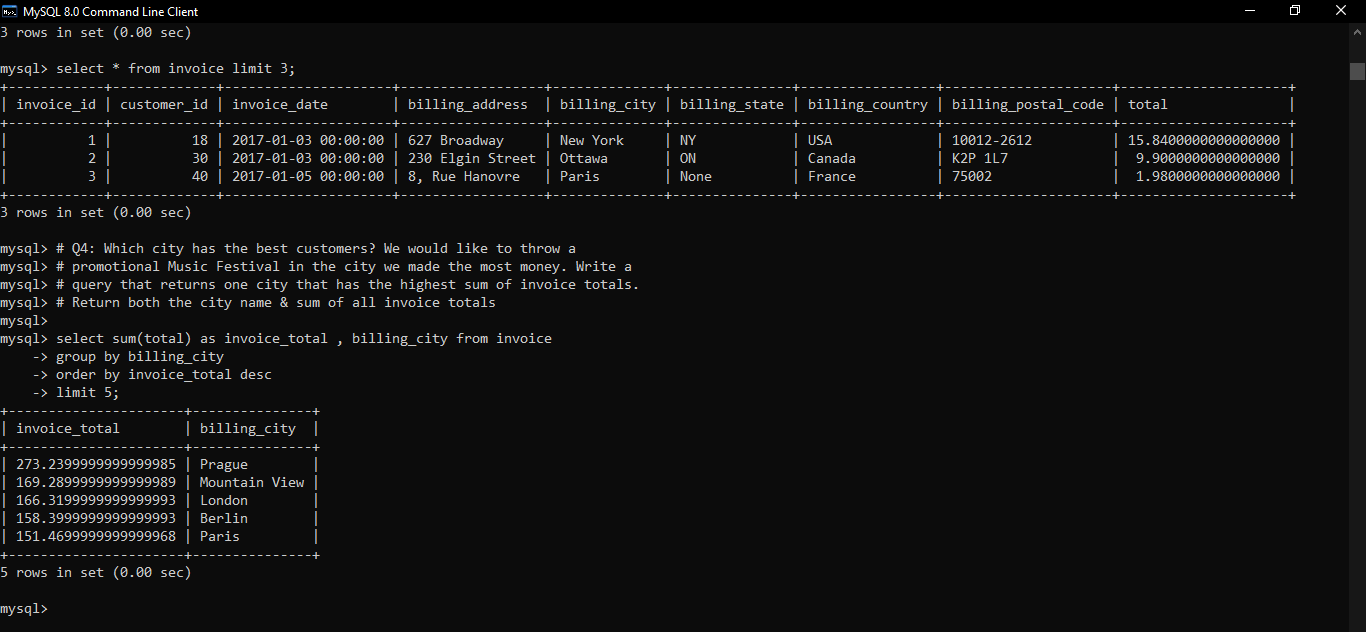 MySQL 8.0 Command Line Client
3 rows in set (0.00 sec)
mysql> select * from invoice limit 3;
+------------+-------------+---------------------+-----------------+--------------+---------------+-----------------+---------------------+---------------------+
| invoice_id | customer_id | invoice_date        | billing_address  | billing_city | billing_state | billing_country | billing_postal_code | total               |
+------------+-------------+---------------------+-----------------+--------------+---------------+-----------------+---------------------+---------------------+
|          1 |          18 | 2017-01-03 00:00:00 | 627 Broadway     | New York     | NY            | USA             | 10012-2612          | 15.8400000000000000 |
|          2 |          30 | 2017-01-03 00:00:00 | 230 Elgin Street | Ottawa       | ON            | Canada          | K2P 1L7             |  9.9000000000000000 |
|          3 |          40 | 2017-01-05 00:00:00 | 8, Rue Hanovre   | Paris        | None          | France          | 75002               |  1.9800000000000000 |
+------------+-------------+---------------------+-----------------+--------------+---------------+-----------------+---------------------+---------------------+
3 rows in set (0.00 sec)
mysql> # Q4: Which city has the best customers? We would like to throw a
mysql> # promotional Music Festival in the city we made the most money. Write a
mysql> # query that returns one city that has the highest sum of invoice totals.
mysql> # Return both the city name & sum of all invoice totals
mysql>
mysql> select sum(total) as invoice_total , billing_city from invoice
    -> group by billing_city
    -> order by invoice_total desc
    -> limit 5;
+----------------------+---------------+
| invoice_total        | billing_city  |
+----------------------+---------------+
| 273.2399999999999985 | Prague        |
| 169.2899999999999989 | Mountain View |
| 166.3199999999999993 | London        |
| 158.3999999999999993 | Berlin        |
| 151.4699999999999968 | Paris         |
+----------------------+---------------+
5 rows in set (0.00 sec)
mysql>